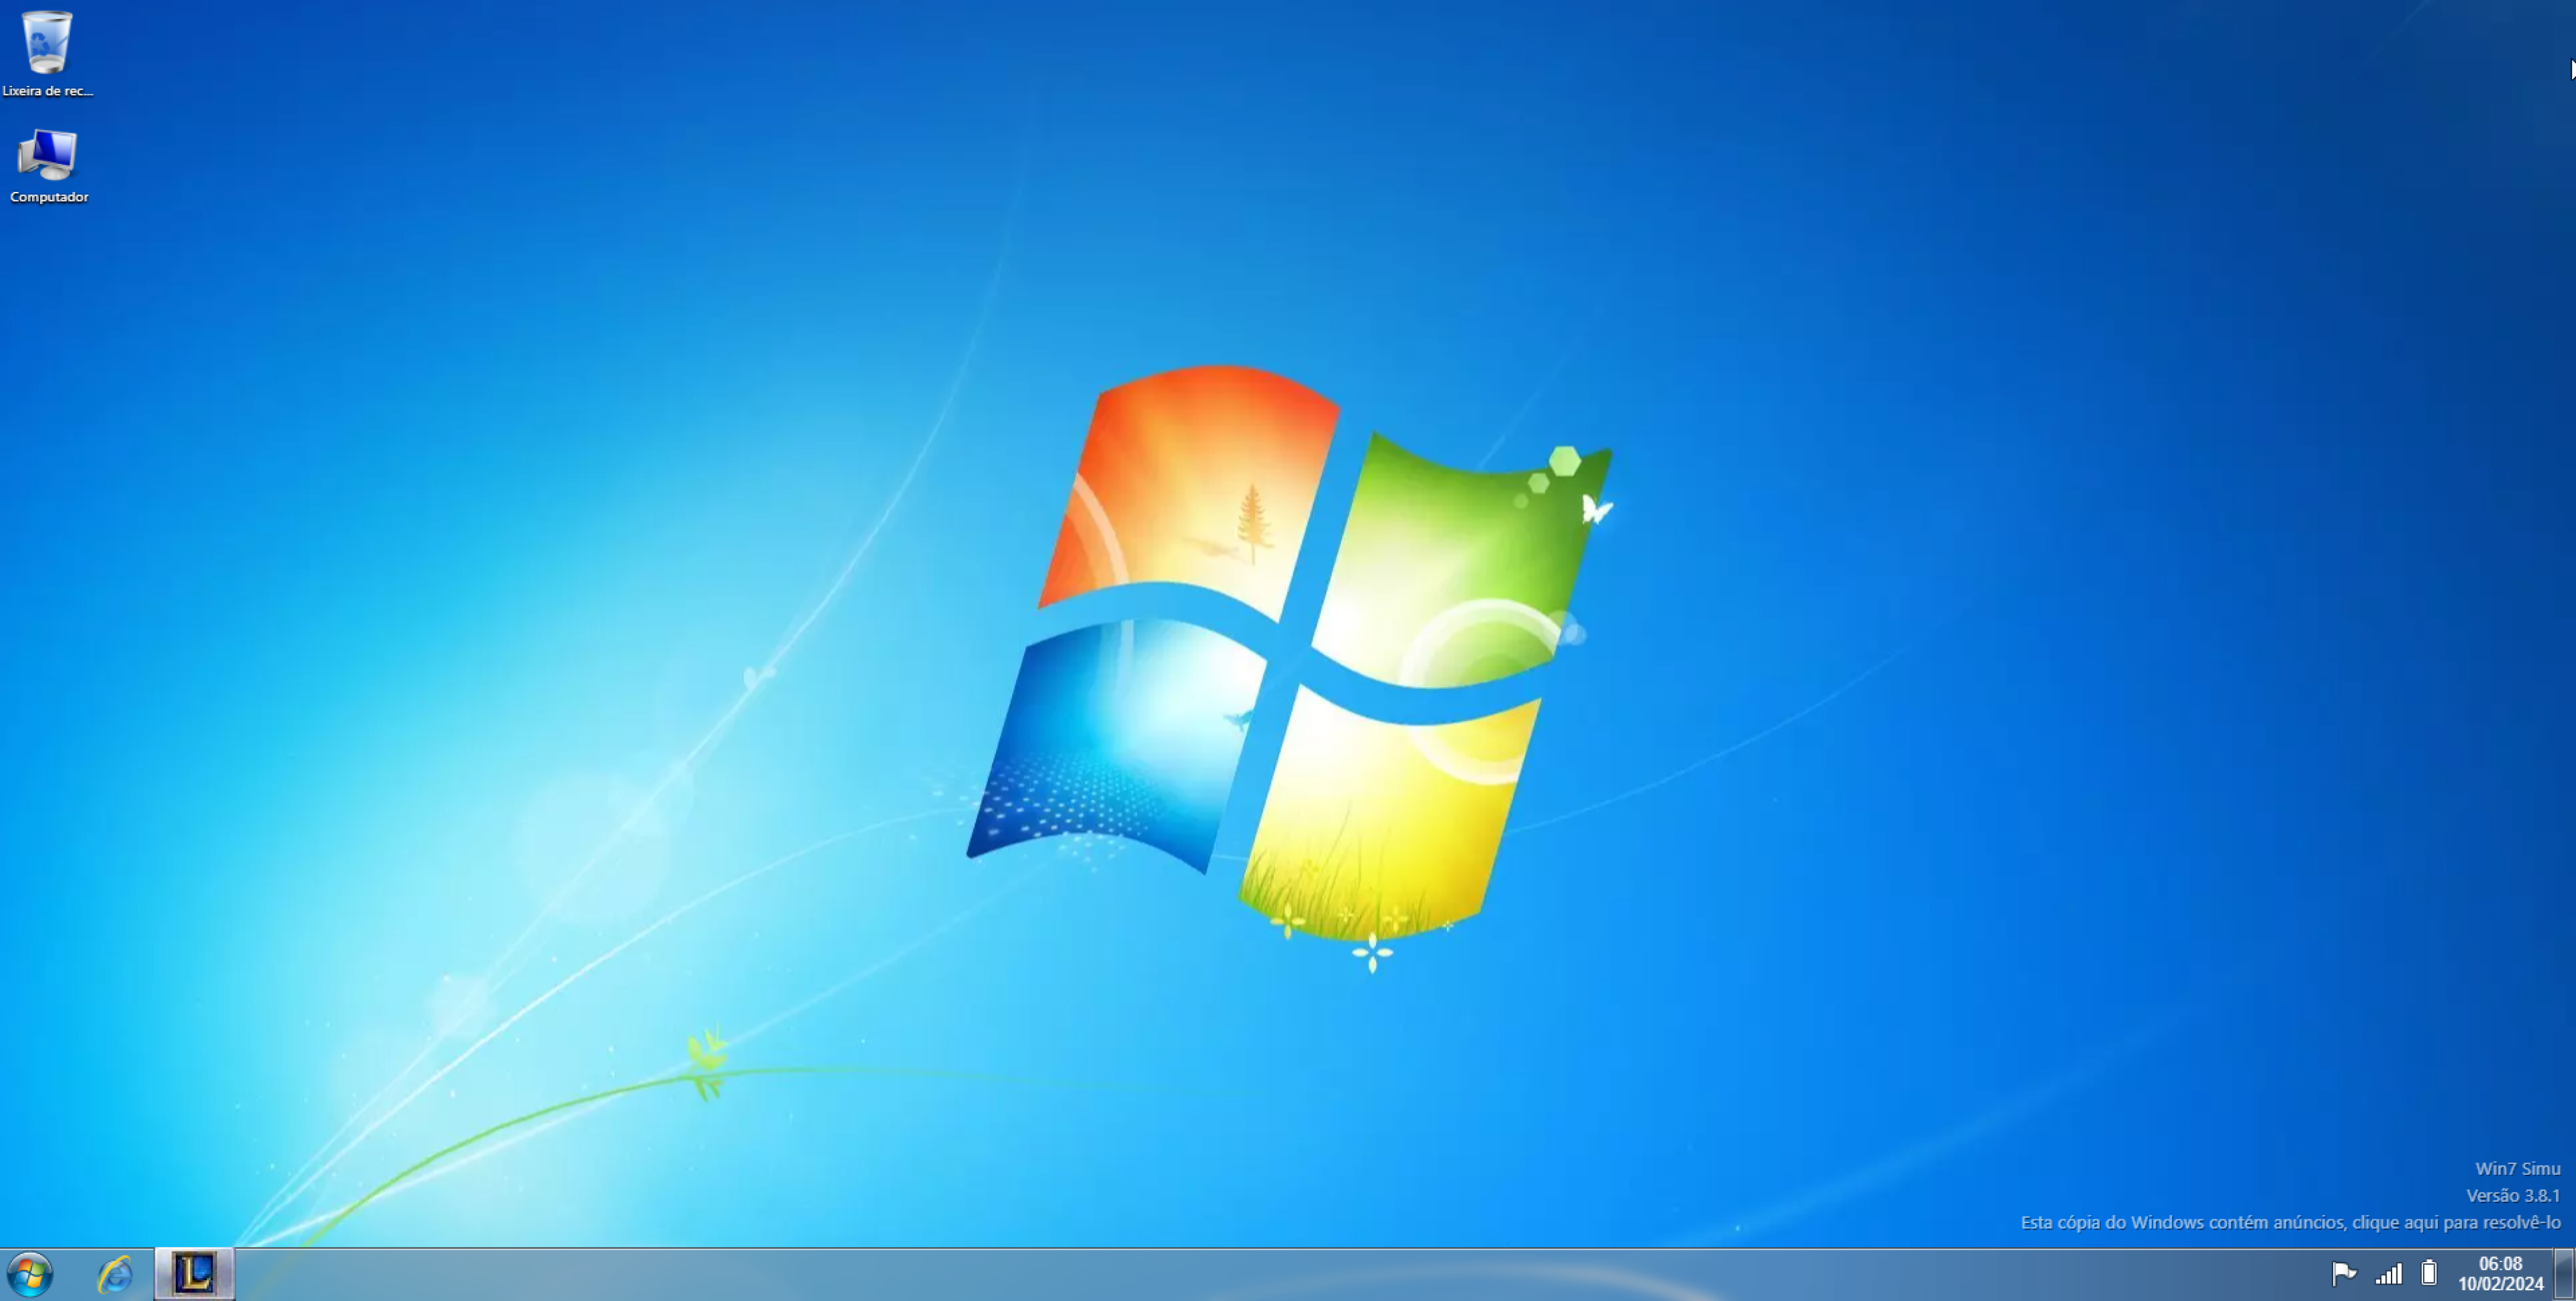 Lixeira de rec...
Computador
Win7 Simu
Versão 3.8.1
Esta cópia do Windows contém anúncios, clique aqui para resolvê-lo
L
06:08
10/02/2024